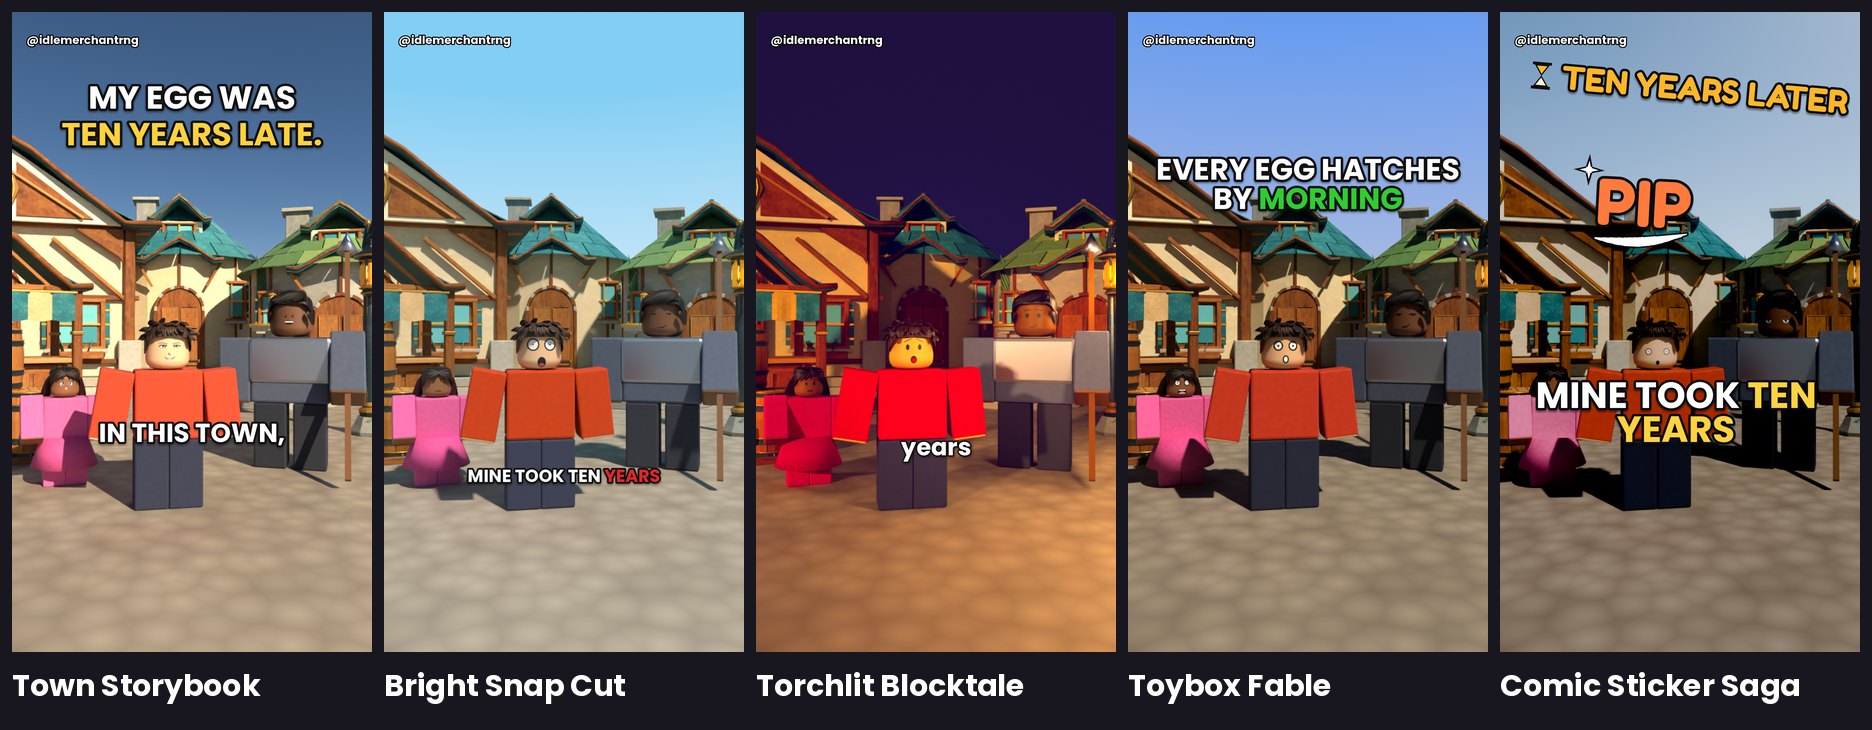 @idlemerchantrng
MY EGG WAS
TEN YEARS LATE.
IN THIS TOWN,
Town Storybook
@idlemerchantrng
MINE TOOK TEN YEARS
Bright Snap Cut
@idlemerchantrng
years
Torchlit Blocktale
@idlemerchantrng
EVERY EGG HATCHES
BY MORNING
Toybox Fable
@idlemerchantrng
TEN YEARS LATER
PIP
MINE TOOK TEN
YEARS
Comic Sticker Saga